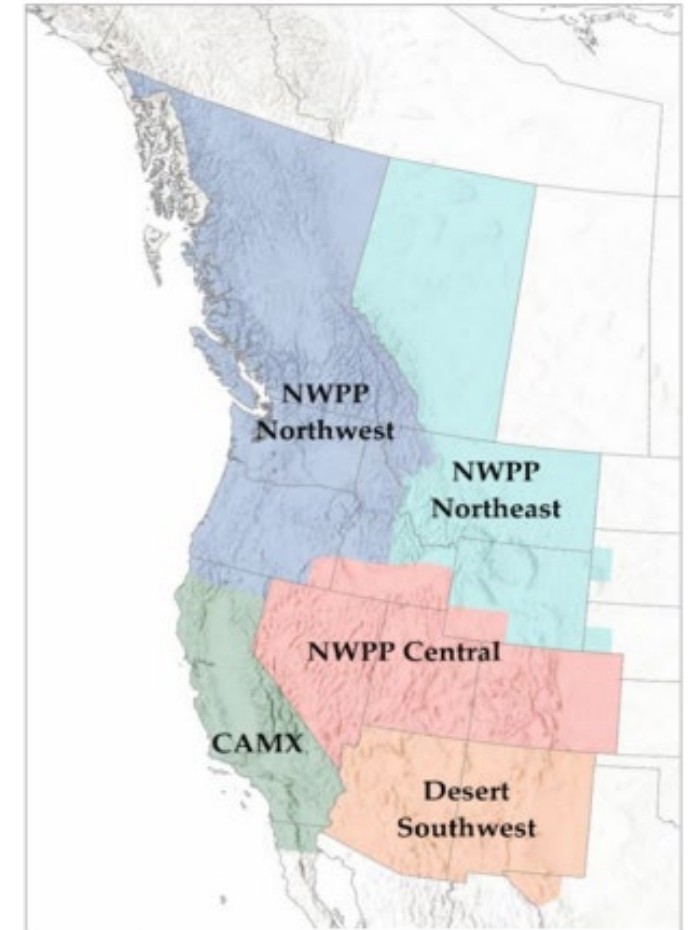 NWPP
Northwest
NWPP
Northeast
NWPP Central
CAMX
Desert
Southwest